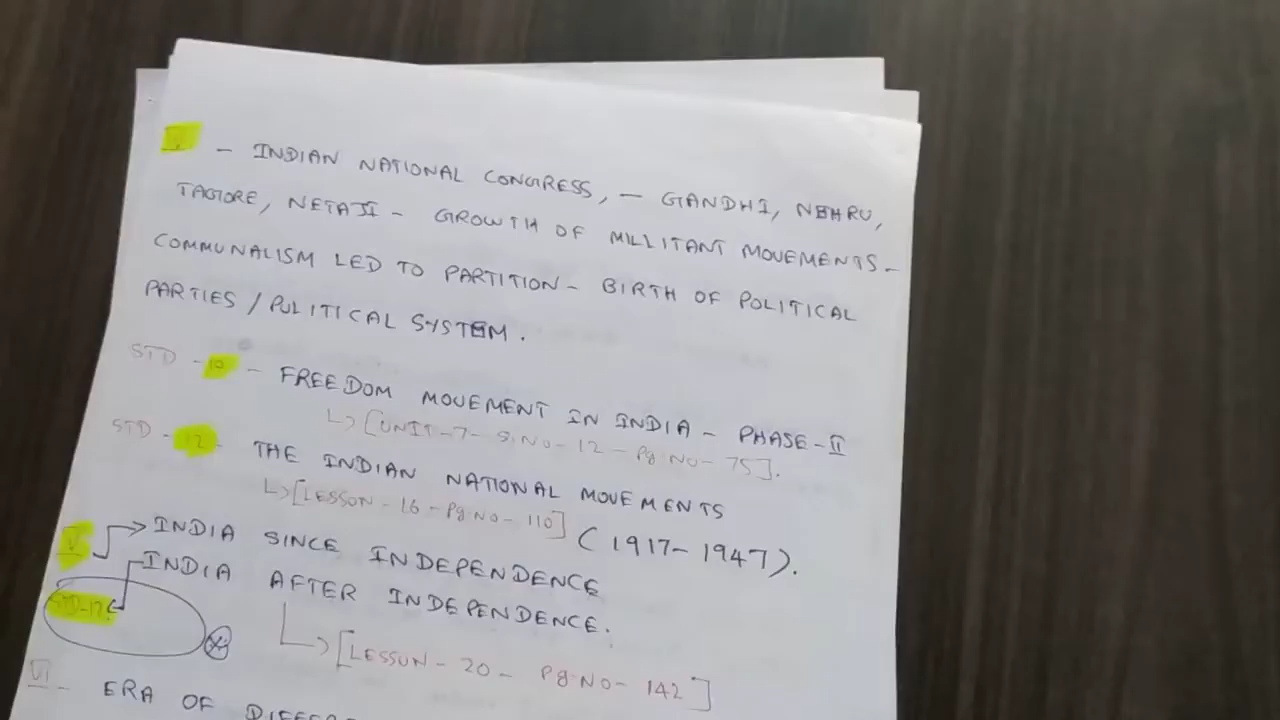 - INDIAN NATIONAL CONGRESS, - GANDHI, NEHRU,
TAGORE, NETAJI - GROWTH OF MILLITANT MOVEMENTS -
COMMUNALISM LED TO PARTITION - BIRTH OF POLITICAL
PARTIES / POLITICAL SYSTEM.
STD - 10 - FREEDOM MOVEMENT IN INDIA - PHASE-II
↳ [UNIT-7- S.NO-12 - Pg.NO- 75].
STD - 12 - THE INDIAN NATIONAL MOVEMENTS
↳ [LESSON - 16 - Pg.NO- 110] (1917-1947).
V → INDIA SINCE INDEPENDENCE
STD-12 INDIA AFTER INDEPENDENCE.
↳ [LESSON - 20 - Pg.NO- 142]
VI - ERA OF